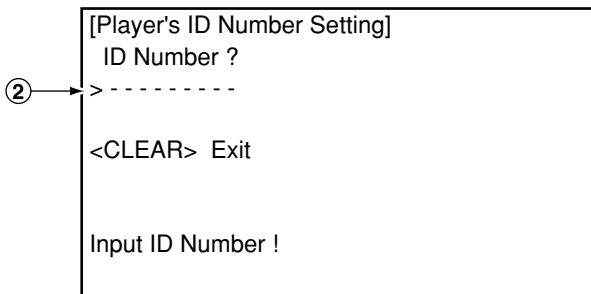 [Player's ID Number Setting]
ID Number ?
② > - - - - - - - - -
<CLEAR> Exit
Input ID Number !